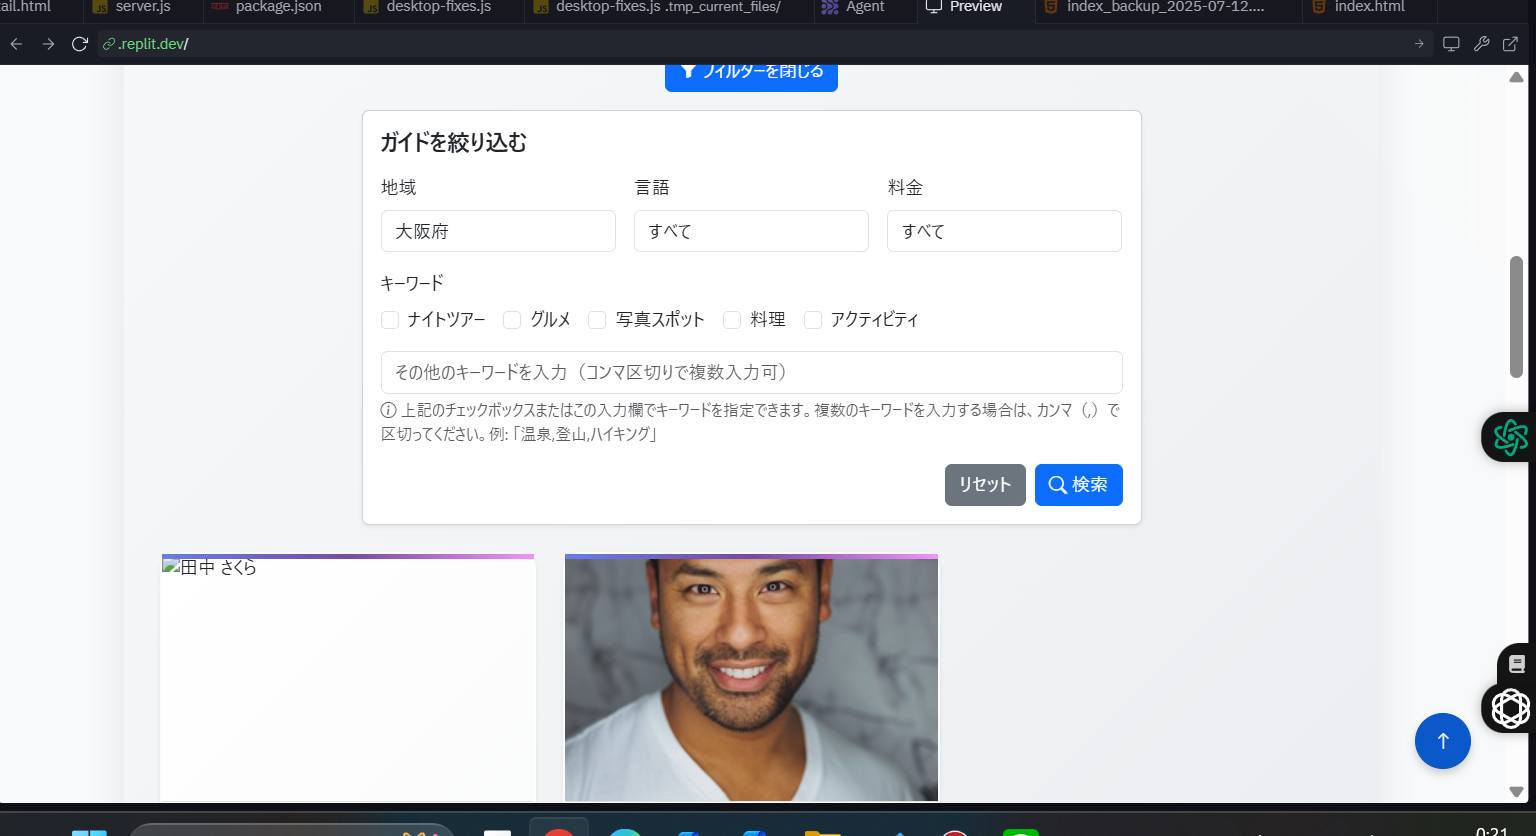 ail.html
server.js
package.json
desktop-fixes.js
desktop-fixes.js .tmp_current_files/
Agent
Preview
index_backup_2025-07-12....
index.html
.replit.dev/
フィルターを閉じる
ガイドを絞り込む
地域 言語 料金
大阪府 すべて すべて
キーワード
ナイトツアー グルメ 写真スポット 料理 アクティビティ
その他のキーワードを入力（コンマ区切りで複数入力可）
上記のチェックボックスまたはこの入力欄でキーワードを指定できます。複数のキーワードを入力する場合は、カンマ（,）で
区切ってください。例: 「温泉,登山,ハイキング」
リセット 検索
田中 さくら
0:21